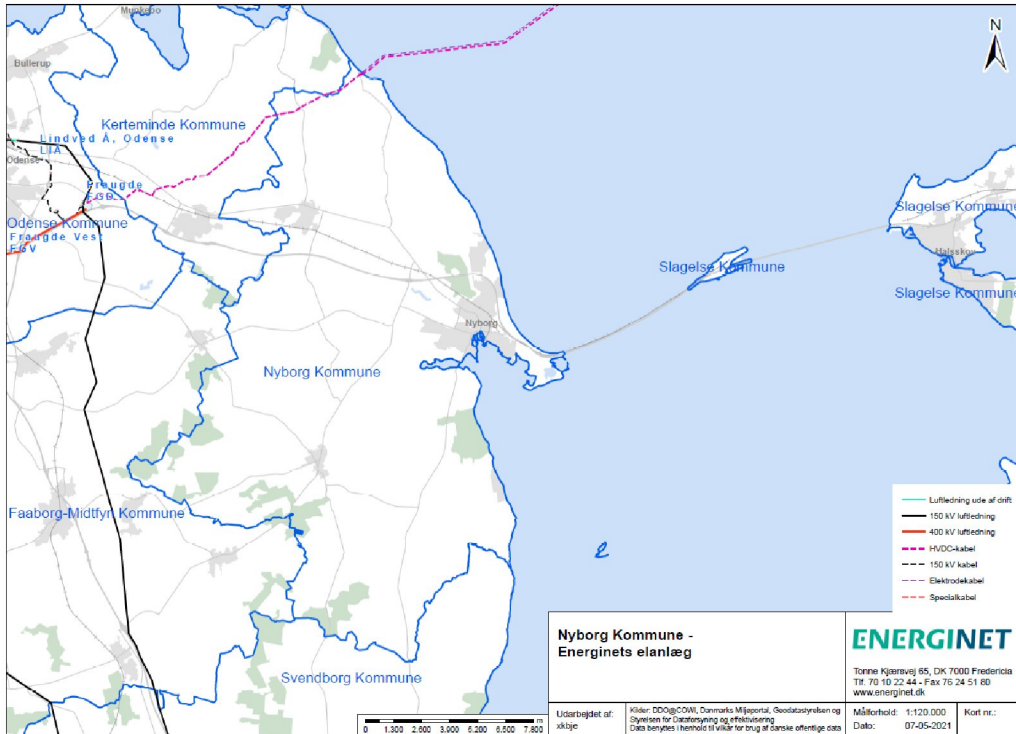 Munkebo
N
Bullerup
Kerteminde Kommune
Lindved Å, Odense
LIA
Odense
Fraugde
FGD
Slagelse Kommune
Odense Kommune
Fraugde Vest
FGV
Halsskov
Slagelse Kommune
Slagelse Kommune
Nyborg
Nyborg Kommune
Faaborg-Midtfyn Kommune
Luftledning ude af drift
150 kV luftledning
400 kV luftledning
HVDC-kabel
150 kV kabel
Elektrodekabel
Specialkabel
Svendborg Kommune
m
0 1.300 2.600 3.900 5.200 6.500 7.800
Nyborg Kommune -
Energinets elanlæg
ENERGINET
Tonne Kjærsvej 65, DK 7000 Fredericia
Tlf. 70 10 22 44 - Fax 76 24 51 80
www.energinet.dk
Udarbejdet af:
xkbje
Kilder: DDO@COWI, Danmarks Miljøportal, Geodatastyrelsen og
Styrelsen for Dataforsyning og effektivisering
Data benyttes i henhold til vilkår for brug af danske offentlige data
Målforhold: 1:120.000
Dato: 07-05-2021
Kort nr.: